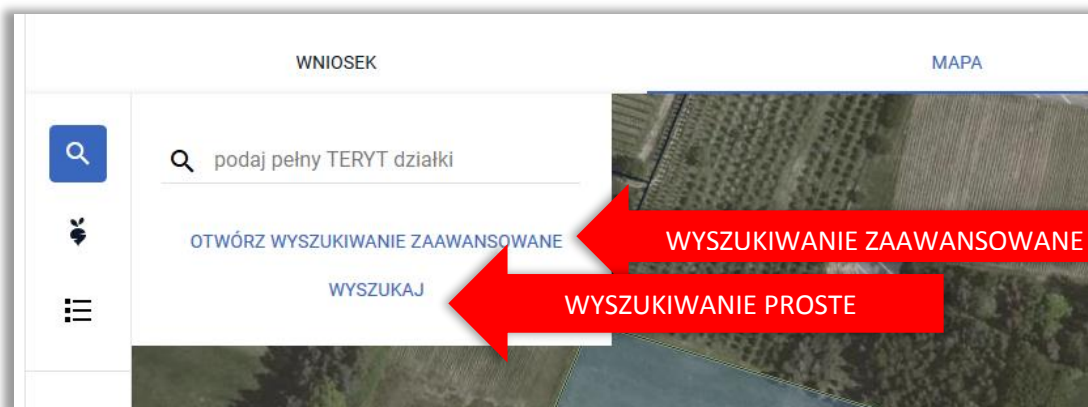 WNIOSEK
MAPA
podaj pełny TERYT działki
OTWÓRZ WYSZUKIWANIE ZAAWANSOWANE
WYSZUKIWANIE ZAAWANSOWANE
WYSZUKAJ
WYSZUKIWANIE PROSTE